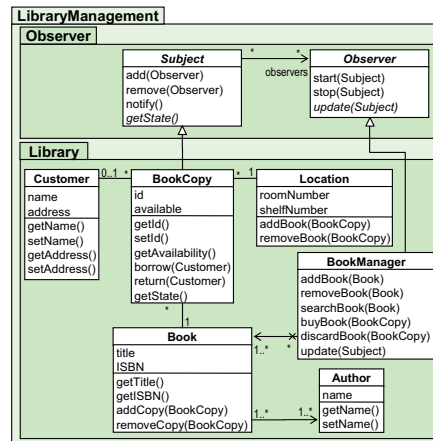 LibraryManagement
Observer
Subject
add(Observer)
remove(Observer)
notify()
getState()
* *
observers
Observer
start(Subject)
stop(Subject)
update(Subject)
Library
Customer
name
address
getName()
setName()
getAddress()
setAddress()
0..1 *
BookCopy
id
available
getId()
setId()
getAvailability()
borrow(Customer)
return(Customer)
getState()
* 1
Location
roomNumber
shelfNumber
addBook(BookCopy)
removeBook(BookCopy)
BookManager
addBook(Book)
removeBook(Book)
searchBook(Book)
buyBook(BookCopy)
discardBook(BookCopy)
update(Subject)
*
1
Book
title
ISBN
getTitle()
getISBN()
addCopy(BookCopy)
removeCopy(BookCopy)
1..* *
1..* 1..*
Author
name
getName()
setName()